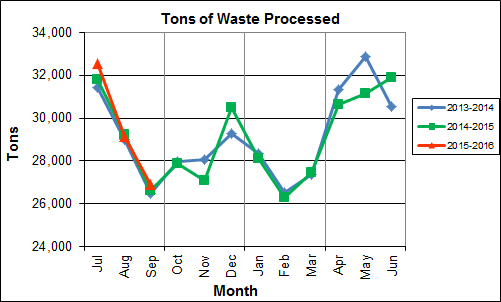 Tons of Waste Processed
34,000
32,000
30,000
28,000
26,000
24,000
Tons
Jul
Aug
Sep
Oct
Nov
Dec
Jan
Feb
Mar
Apr
May
Jun
Month
2013-2014
2014-2015
2015-2016